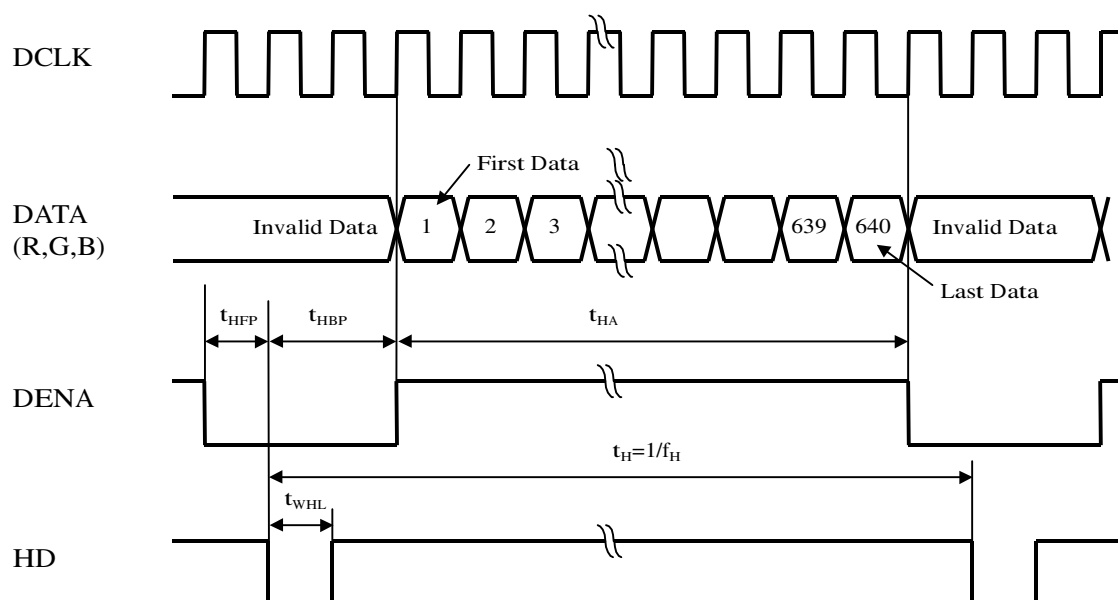 DCLK
First Data
DATA
(R,G,B)
Invalid Data 1 2 3 639 640 Invalid Data
Last Data
tHFP tHBP tHA
DENA
tH=1/fH
tWHL
HD